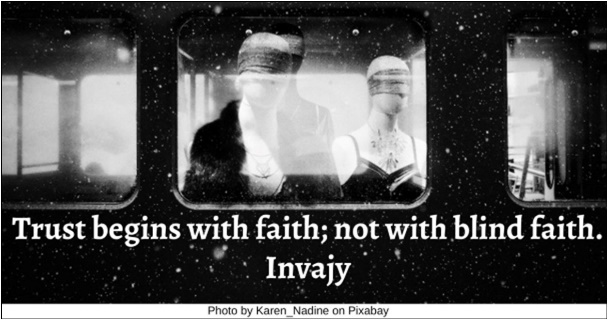 Trust begins with faith; not with blind faith.
Invajy
Photo by Karen_Nadine on Pixabay